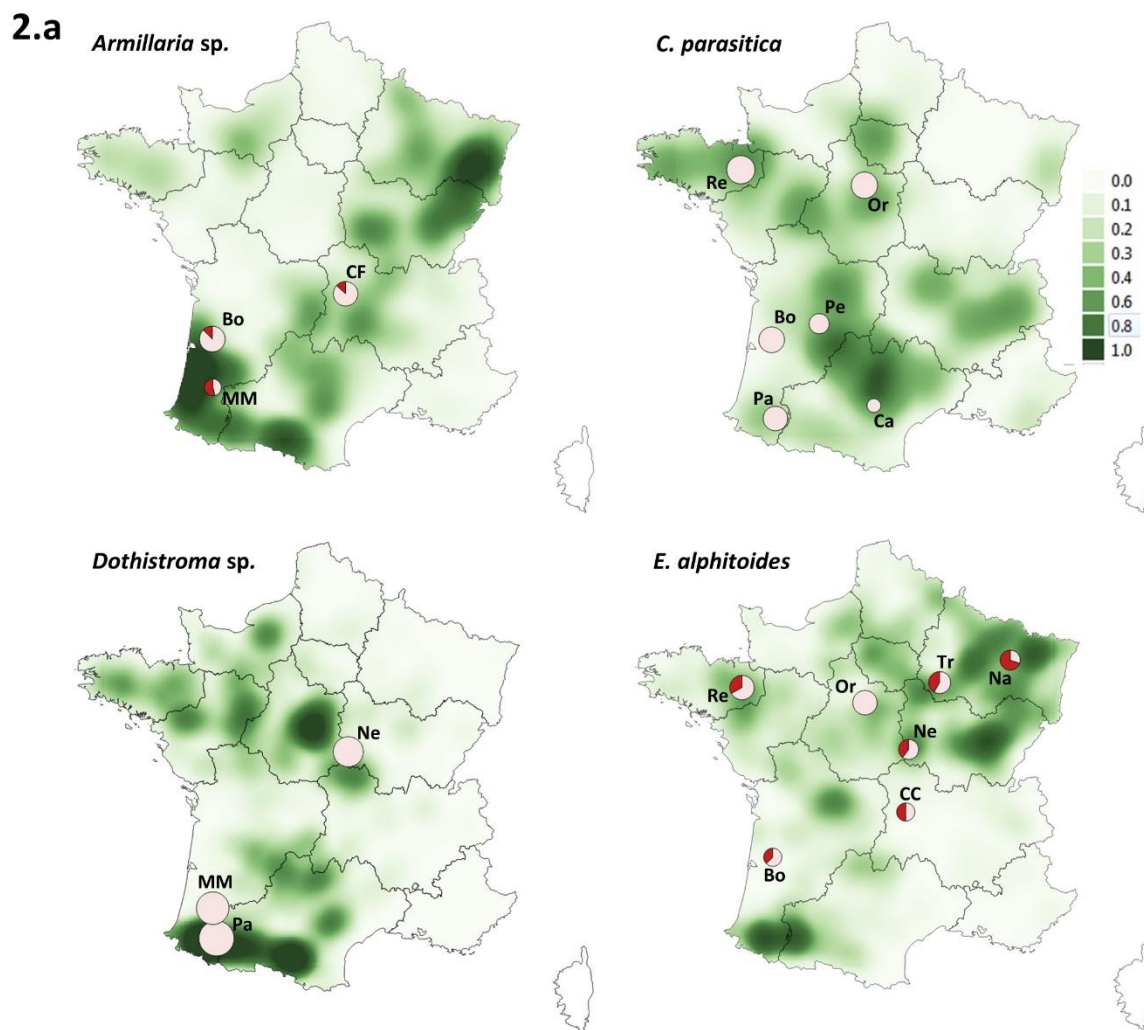 2.a
Armillaria sp.
C. parasitica
CF
Bo
MM
Re
Or
Pe
Bo
Pa
Ca
0.0
0.1
0.2
0.3
0.4
0.6
0.8
1.0
Dothistroma sp.
E. alphitoides
Ne
MM
Pa
Tr
Na
Re
Or
Ne
CC
Bo